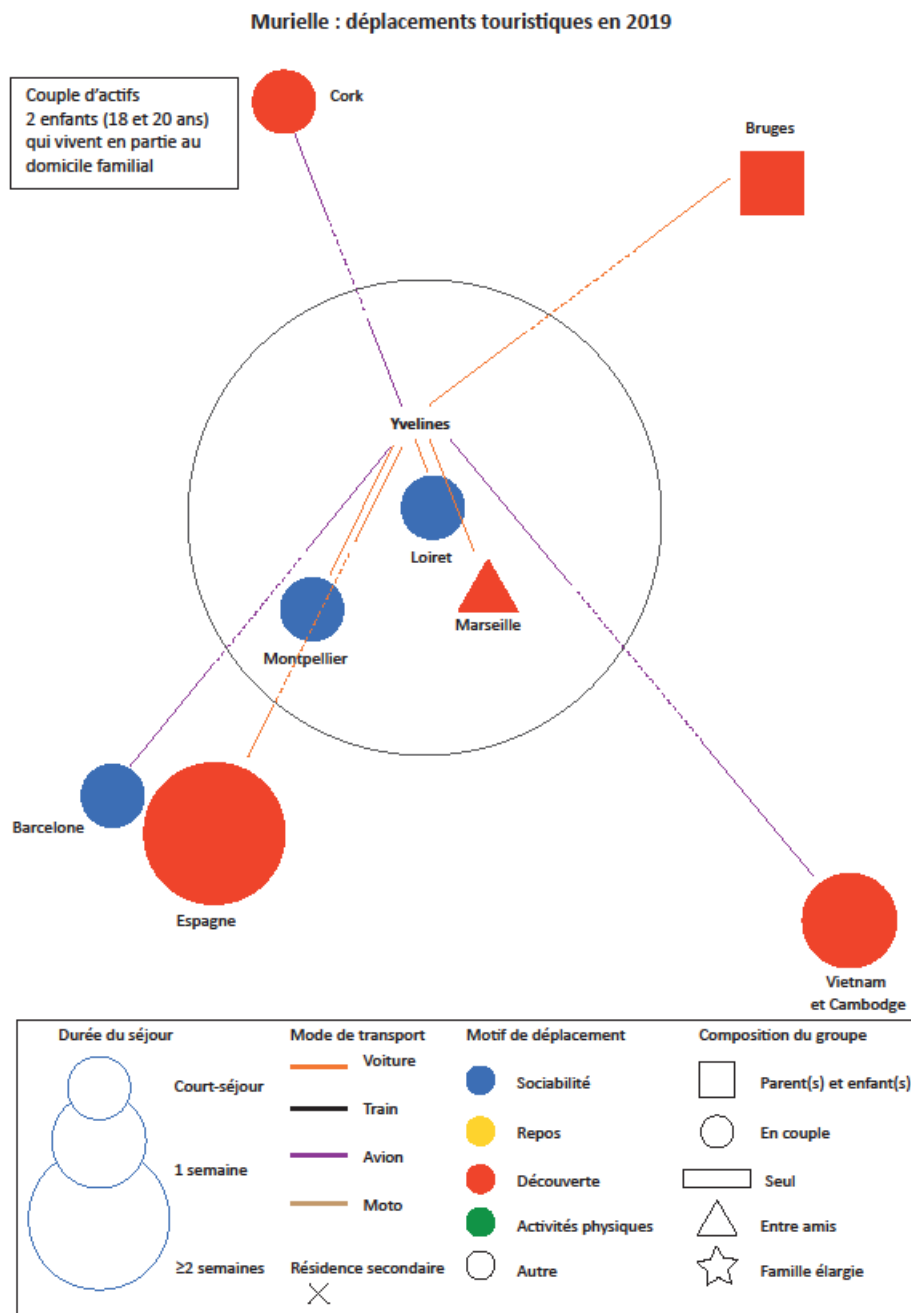 Murielle : déplacements touristiques en 2019
Couple d'actifs
2 enfants (18 et 20 ans)
qui vivent en partie au
domicile familial
Cork
Bruges
Yvelines
Loiret
Marseille
Montpellier
Barcelone
Espagne
Vietnam
et Cambodge
Durée du séjour
Court-séjour
1 semaine
≥2 semaines
Mode de transport
Voiture
Train
Avion
Moto
Résidence secondaire
Motif de déplacement
Sociabilité
Repos
Découverte
Activités physiques
Autre
Composition du groupe
Parent(s) et enfant(s)
En couple
Seul
Entre amis
Famille élargie